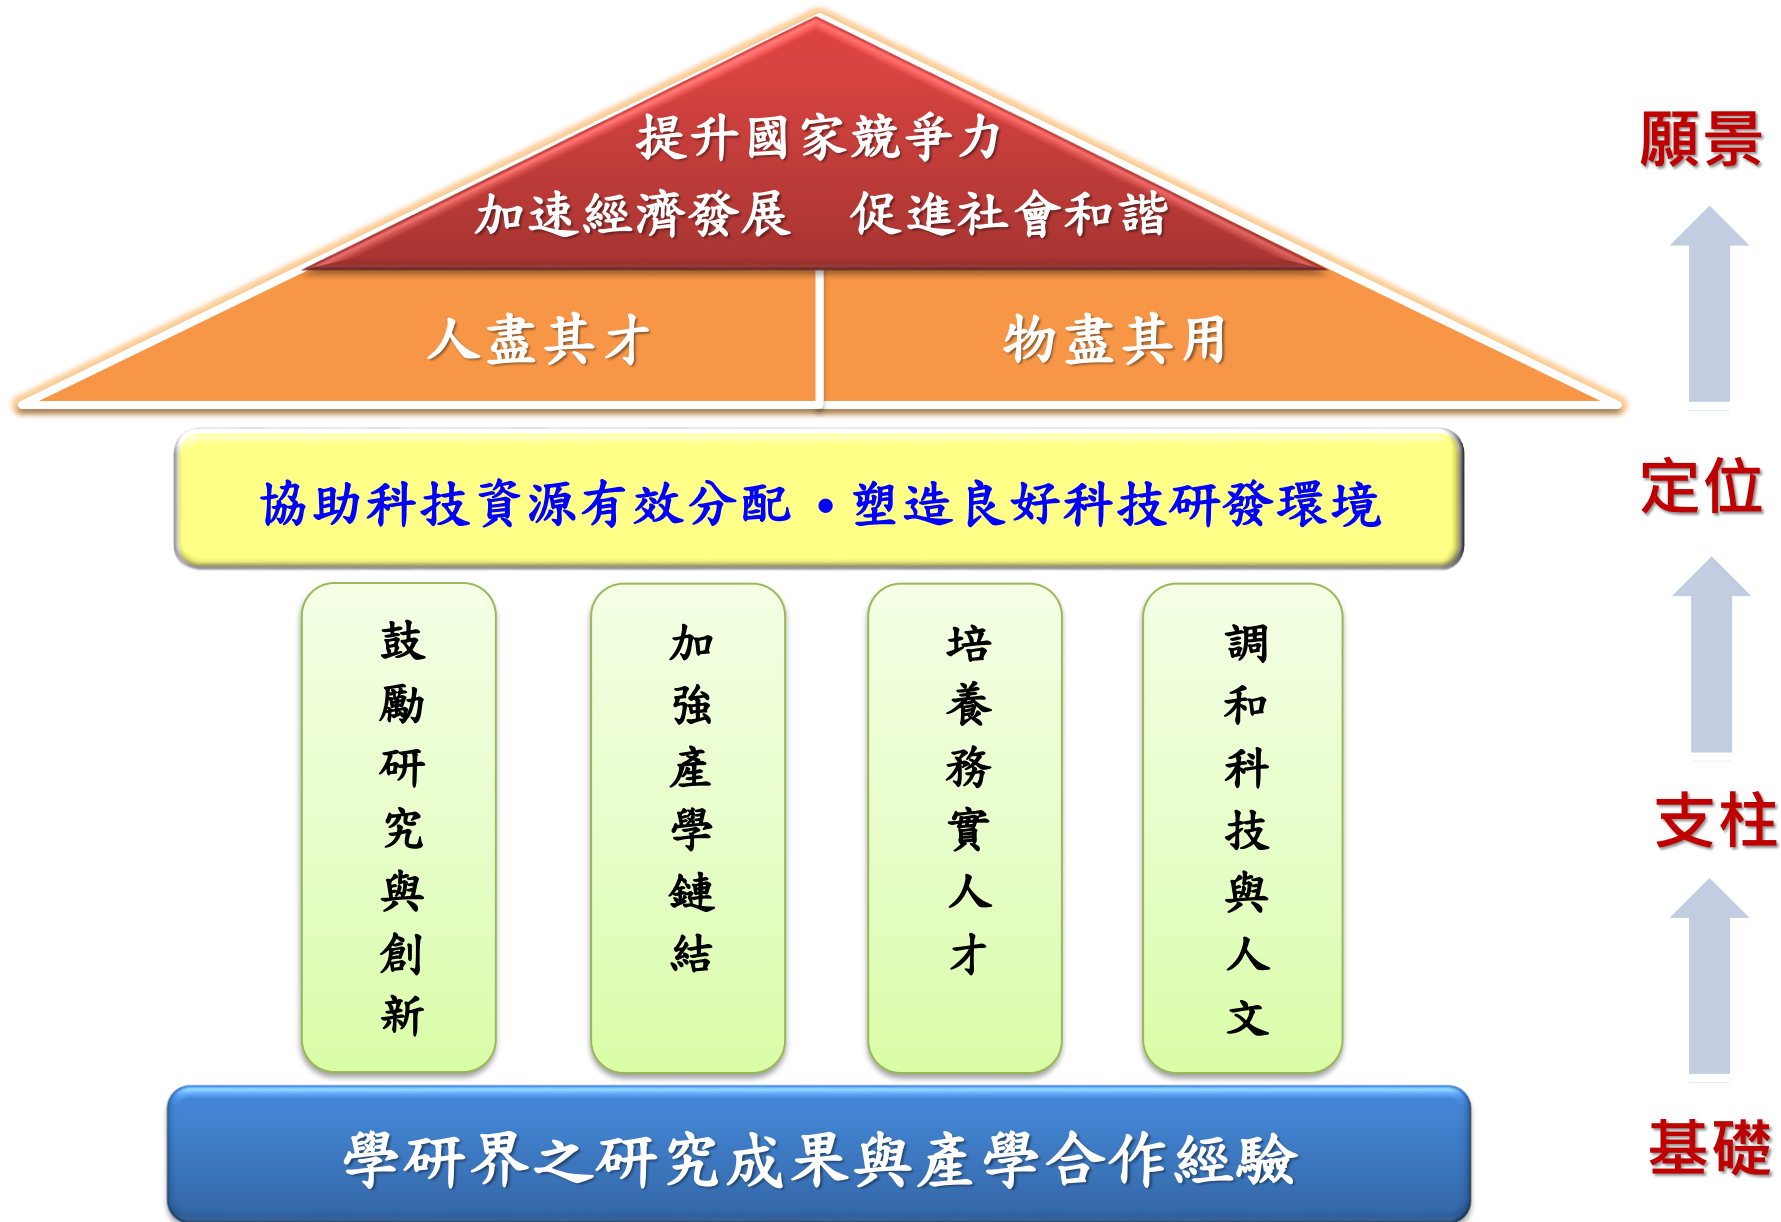 提升國家競爭力
加速經濟發展　促進社會和諧
願景
人盡其才
物盡其用
協助科技資源有效分配•塑造良好科技研發環境
定位
鼓勵研究與創新
加強產學鏈結
培養務實人才
調和科技與人文
支柱
學研界之研究成果與產學合作經驗
基礎